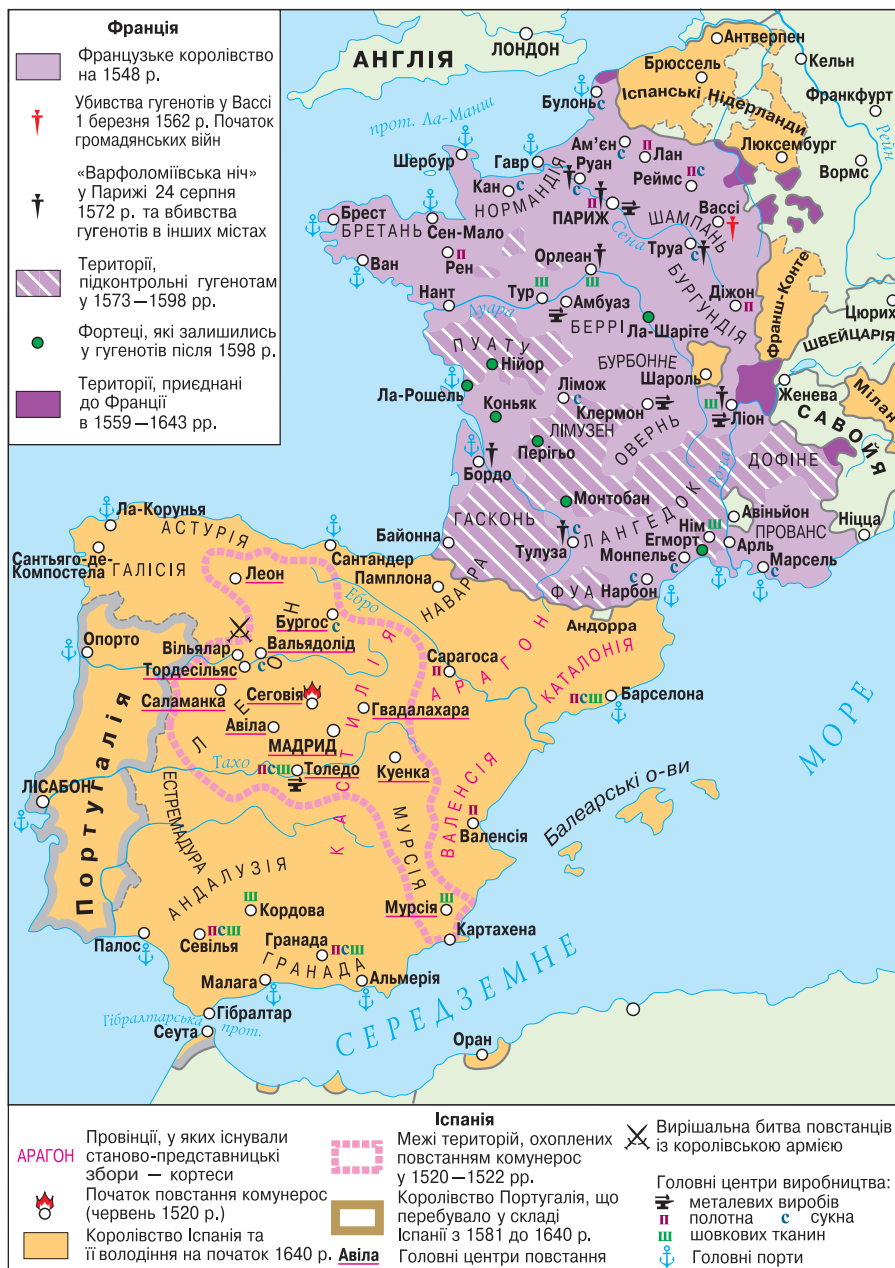 Франція
Французьке королівство
на 1548 р.
Убивства гугенотів у Вассі
1 березня 1562 р. Початок
громадянських війн
«Варфоломіївська ніч»
у Парижі 24 серпня
1572 р. та вбивства
гугенотів в інших містах
Території,
підконтрольні гугенотам
у 1573—1598 рр.
Фортеці, які залишились
у гугенотів після 1598 р.
Території, приєднані
до Франції
в 1559—1643 рр.
АНГЛІЯ
ЛОНДОН
Антверпен
Брюссель
Кельн
Іспанські Нідерланди
Франкфурт
Рейн
Булонь
с
прот. Ла-Манш
Люксембург
Вормс
Шербур
Гавр
Ам’єн
с
п
Лан
Руан
с
Реймс
пс
Кан
с
НОРМАНДІЯ
ПАРИЖ
п
ШАМПАНЬ
Вассі
Брест
БРЕТАНЬ
Сен-Мало
Сена
Труа
с
Ван
п
Рен
Орлеан
ш
БУРГУНДІЯ
Діжон
п
Франш-Конте
Нант
Тур
ш
Амбуаз
Луара
БЕРРІ
Ла-Шаріте
Цюрих
ШВЕЙЦАРІЯ
ПУАТУ
Нійор
БУРБОННЕ
Шароль
Ла-Рошель
Лімож
с
Женева
Мілан
Коньяк
Клермон
ш
Ліон
САВОЙЯ
ЛІМУЗЕН
ОВЕРНЬ
Перігьо
Бордо
ДОФІНЕ
Рона
Монтобан
ГАСКОНЬ
ЛАНГЕДОК
Авіньйон
Нім
ш
ПРОВАНС
Ніцца
Байонна
Тулуза
с
Егморт
Монпельє
с
Арль
Марсель
с
ФУА
Нарбон
с
Андорра
Ла-Корунья
АСТУРІЯ
Сантьяго-де-
Компостела
ГАЛІСІЯ
Сантандер
Памплона
НАВАРРА
Леон
Ебро
Бургос
с
Опорто
Вільялар
Вальядолід
Тордесільяс
с
Сарагоса
п
АРАГОН
КАТАЛОНІЯ
псш
Барселона
Саламанка
Сеговія
ЛЕОН
Авіла
Гвадалахара
МАДРИД
КАСТИЛІЯ
Тахо
псш
Толедо
Куенка
Португалія
ЛІСАБОН
ЕСТРЕМАДУРА
ВАЛЕНСІЯ
п
Валенсія
Балеарські о-ви
МОРЕ
МУРСІЯ
АНДАЛУЗІЯ
ш
Кордова
ш
Мурсія
Картахена
Палос
псш
Севілья
Гранада
псш
ГРАНАДА
Малага
Альмерія
СЕРЕДЗЕМНЕ
Гібралтар
Гібралтарська
прот.
Сеута
Оран
Іспанія
АРАГОН
Провінції, у яких існували
станово-представницькі
збори — кортеси
Початок повстання комунерос
(червень 1520 р.)
Королівство Іспанія та
її володіння на початок 1640 р.
Межі територій, охоплених
повстанням комунерос
у 1520—1522 рр.
Королівство Португалія, що
перебувало у складі
Іспанії з 1581 до 1640 р.
Авіла Головні центри повстання
Вирішальна битва повстанців
із королівською армією
Головні центри виробництва:
металевих виробів
п полотна с сукна
ш шовкових тканин
Головні порти